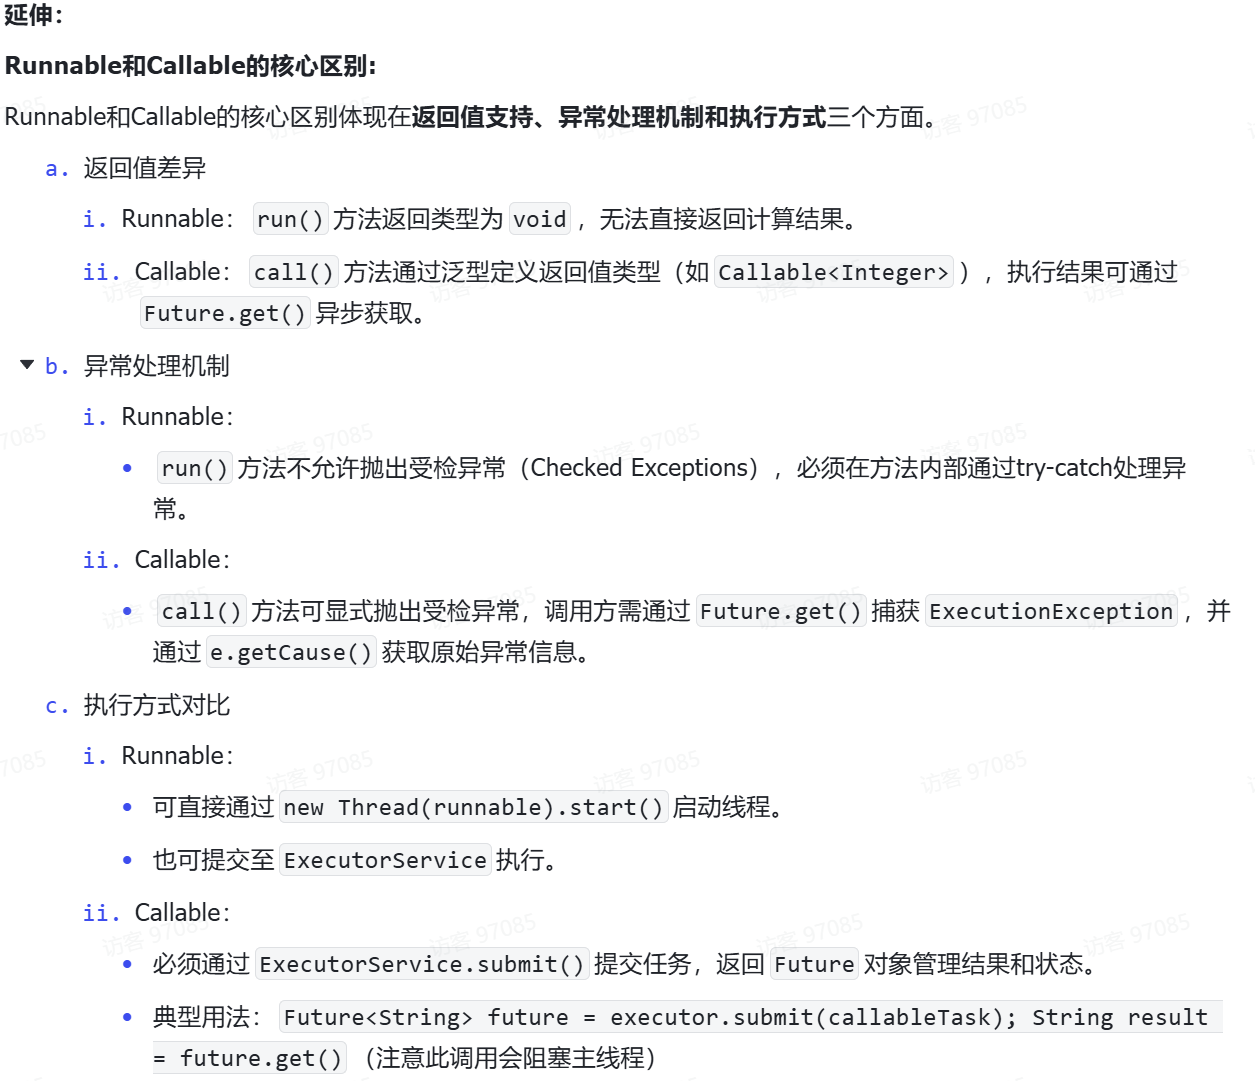 延伸：
Runnable和Callable的核心区别:
Runnable和Callable的核心区别体现在返回值支持、异常处理机制和执行方式三个方面。
a. 返回值差异
i. Runnable： run() 方法返回类型为 void ，无法直接返回计算结果。
ii. Callable： call() 方法通过泛型定义返回值类型（如 Callable<Integer> ），执行结果可通过
Future.get() 异步获取。
b. 异常处理机制
i. Runnable：
• run() 方法不允许抛出受检异常（Checked Exceptions），必须在方法内部通过try-catch处理异
常。
ii. Callable：
• call() 方法可显式抛出受检异常，调用方需通过 Future.get() 捕获 ExecutionException ，并
通过 e.getCause() 获取原始异常信息。
c. 执行方式对比
i. Runnable：
• 可直接通过 new Thread(runnable).start() 启动线程。
• 也可提交至 ExecutorService 执行。
ii. Callable：
• 必须通过 ExecutorService.submit() 提交任务，返回 Future 对象管理结果和状态。
• 典型用法： Future<String> future = executor.submit(callableTask); String result
= future.get() （注意此调用会阻塞主线程）
访客 97085